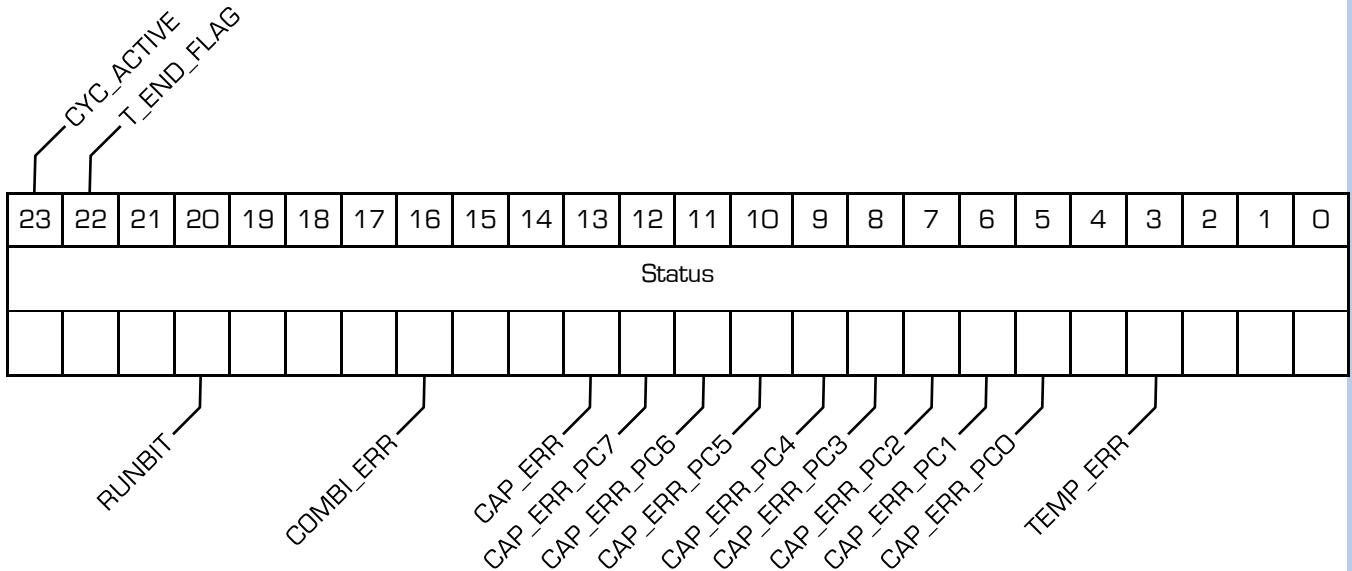 CYC_ACTIVE
T_END_FLAG
23 22 21 20 19 18 17 16 15 14 13 12 11 10 9 8 7 6 5 4 3 2 1 0
Status
RUNBIT
COMBI_ERR
CAP_ERR
CAP_ERR_PC7
CAP_ERR_PC6
CAP_ERR_PC5
CAP_ERR_PC4
CAP_ERR_PC3
CAP_ERR_PC2
CAP_ERR_PC1
CAP_ERR_PC0
TEMP_ERR